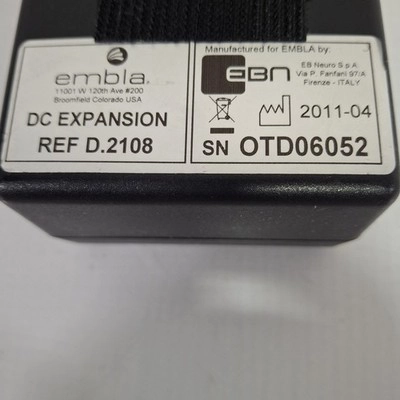 embla.
11001 W 120th Ave #200
Broomfield Colorado USA
DC EXPANSION
REF D.2108
Manufactured for EMBLA by:
EBN
EB Neuro S.p.A.
Via P. Fanfani 97/A
Firenze - ITALY
2011-04
SN OTD06052